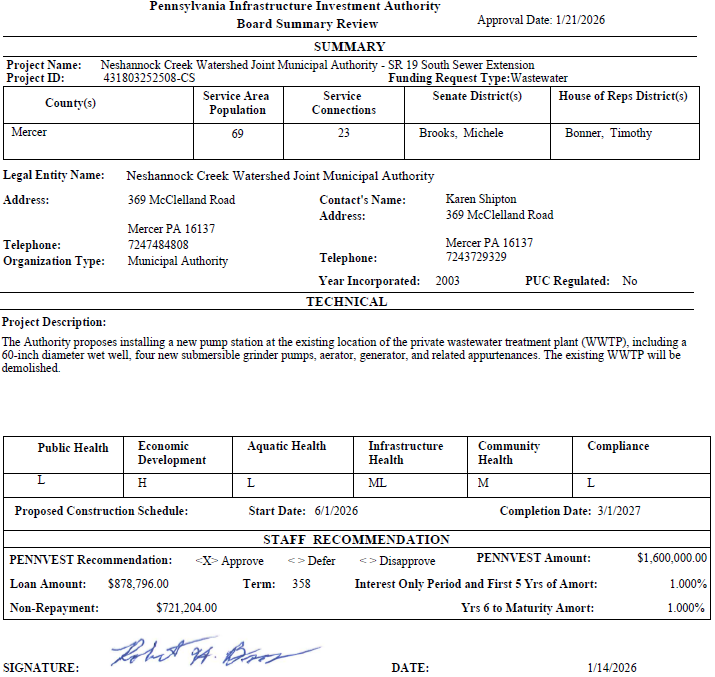 Pennsylvania Infrastructure Investment Authority
Board Summary Review
Approval Date: 1/21/2026
SUMMARY
Project Name: Neshannock Creek Watershed Joint Municipal Authority - SR 19 South Sewer Extension
Project ID: 431803252508-CS Funding Request Type:Wastewater
County(s) Service Area Population Service Connections Senate District(s) House of Reps District(s)
Mercer 69 23 Brooks, Michele Bonner, Timothy
Legal Entity Name: Neshannock Creek Watershed Joint Municipal Authority
Address: 369 McClelland Road
Mercer PA 16137
Telephone: 7247484808
Organization Type: Municipal Authority
Contact's Name: Karen Shipton
Address: 369 McClelland Road
Mercer PA 16137
Telephone: 7243729329
Year Incorporated: 2003 PUC Regulated: No
TECHNICAL
Project Description:
The Authority proposes installing a new pump station at the existing location of the private wastewater treatment plant (WWTP), including a
60-inch diameter wet well, four new submersible grinder pumps, aerator, generator, and related appurtenances. The existing WWTP will be
demolished.
Public Health Economic Development Aquatic Health Infrastructure Health Community Health Compliance
L H L ML M L
Proposed Construction Schedule: Start Date: 6/1/2026 Completion Date: 3/1/2027
STAFF RECOMMENDATION
PENNVEST Recommendation: <X> Approve < > Defer < > Disapprove PENNVEST Amount: $1,600,000.00
Loan Amount: $878,796.00 Term: 358 Interest Only Period and First 5 Yrs of Amort: 1.000%
Non-Repayment: $721,204.00 Yrs 6 to Maturity Amort: 1.000%
SIGNATURE: Robert H. DATE: 1/14/2026